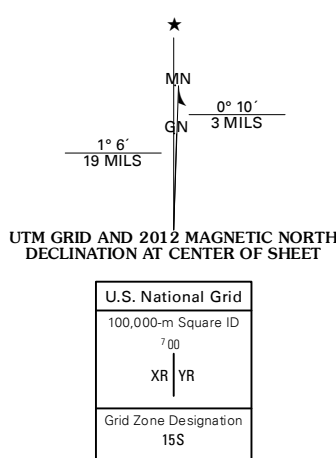 ★
MN
0° 10´
3 MILS
GN
1° 6´
19 MILS
UTM GRID AND 2012 MAGNETIC NORTH
DECLINATION AT CENTER OF SHEET
U.S. National Grid
100,000-m Square ID
7 00
XR YR
Grid Zone Designation
15S